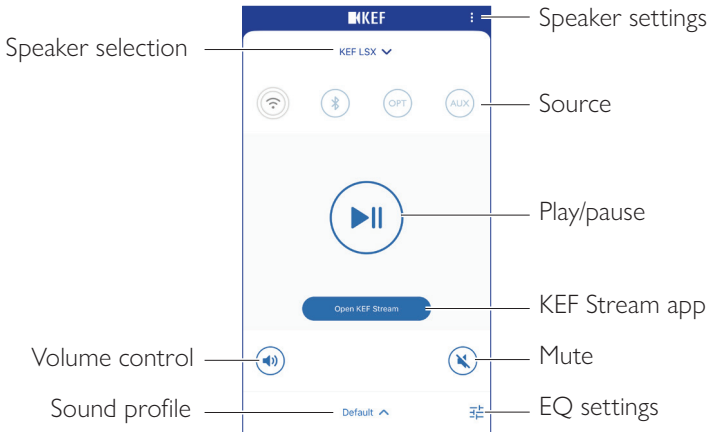 KEF
Speaker settings
Speaker selection
KEF LSX
OPT
AUX
Source
Play/pause
Open KEF Stream
KEF Stream app
Volume control
Mute
Sound profile
Default
EQ settings